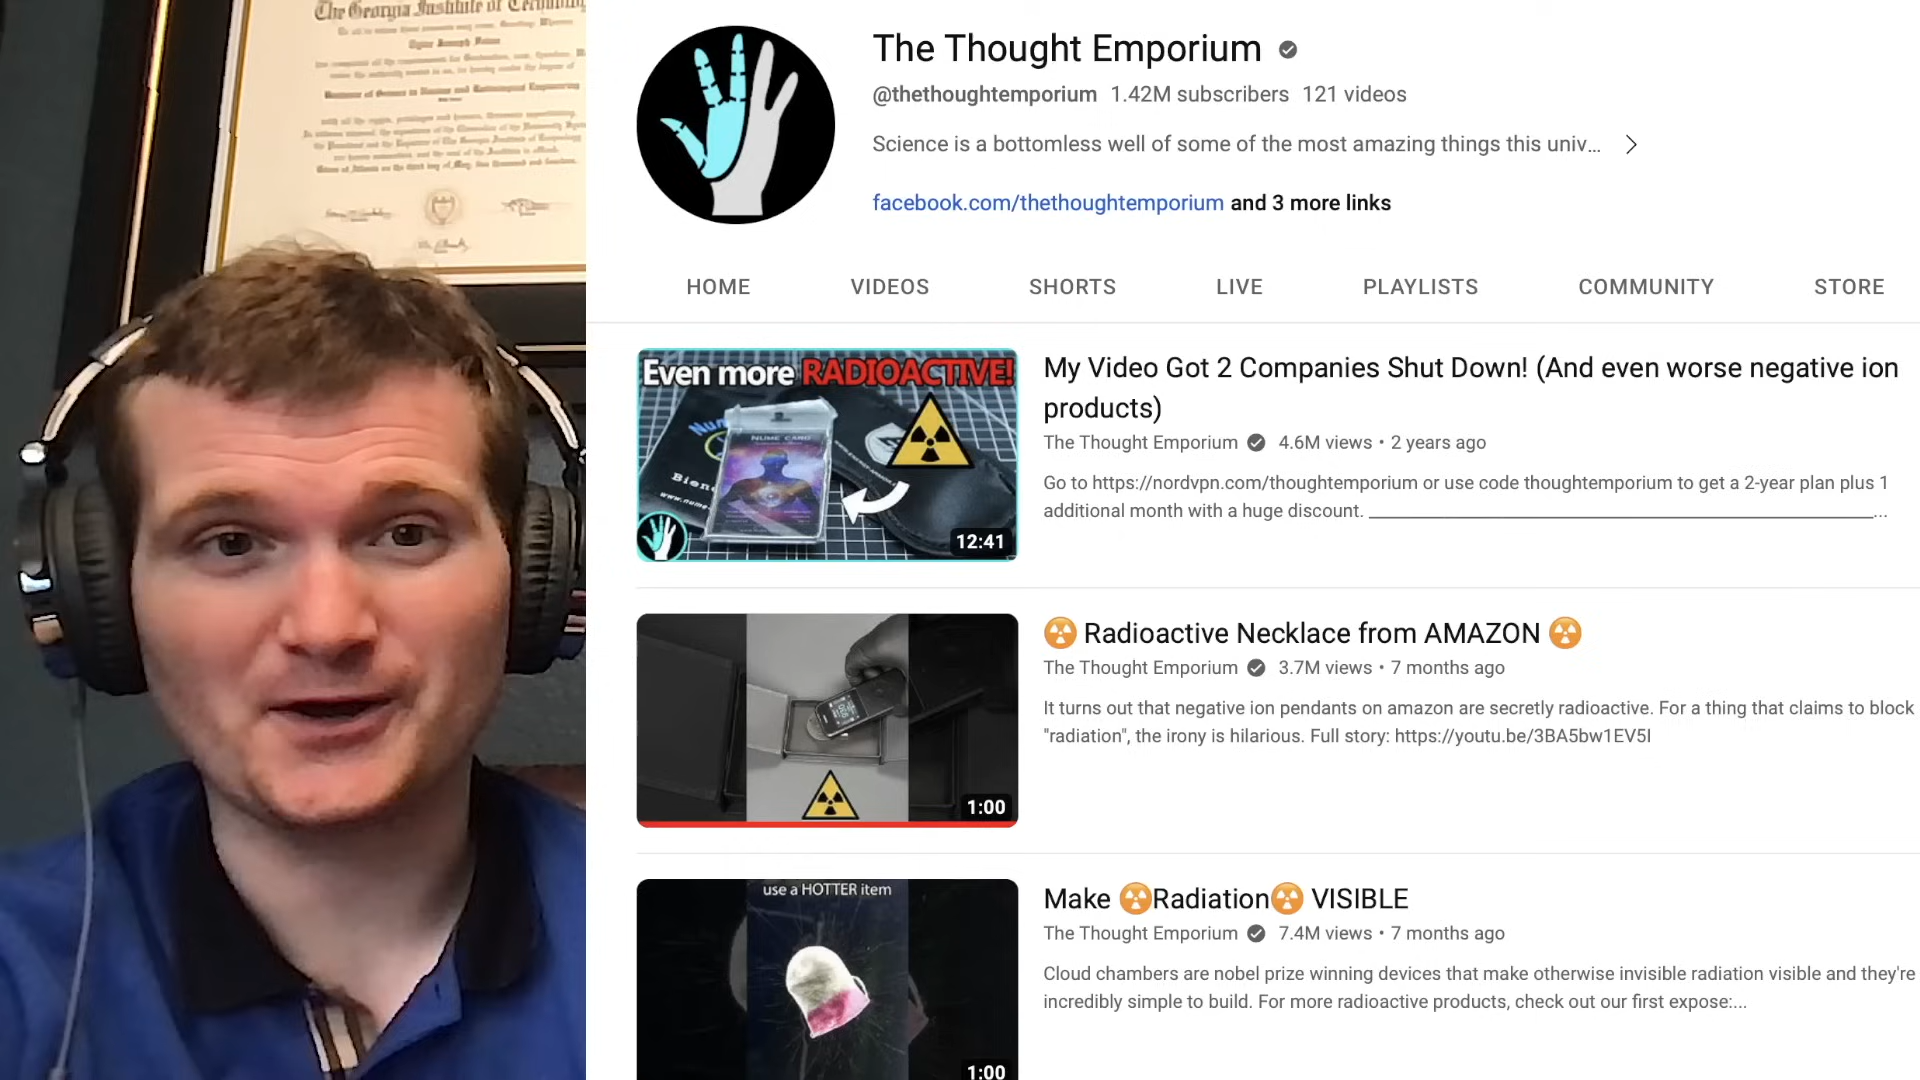 The Georgia Institute of Technology
The Thought Emporium
@thethoughtemporium 1.42M subscribers 121 videos
Science is a bottomless well of some of the most amazing things this univ...
facebook.com/thethoughtemporium and 3 more links
HOME VIDEOS SHORTS LIVE PLAYLISTS COMMUNITY STORE
Even more RADIOACTIVE!
NUME CARD
12:41
My Video Got 2 Companies Shut Down! (And even worse negative ion
products)
The Thought Emporium 4.6M views • 2 years ago
Go to https://nordvpn.com/thoughtemporium or use code thoughtemporium to get a 2-year plan plus 1
additional month with a huge discount. ...
1:00
☢ Radioactive Necklace from AMAZON ☢
The Thought Emporium 3.7M views • 7 months ago
It turns out that negative ion pendants on amazon are secretly radioactive. For a thing that claims to block
"radiation", the irony is hilarious. Full story: https://youtu.be/3BA5bw1EV5I
use a HOTTER item
1:00
Make ☢Radiation☢ VISIBLE
The Thought Emporium 7.4M views • 7 months ago
Cloud chambers are nobel prize winning devices that make otherwise invisible radiation visible and they're
incredibly simple to build. For more radioactive products, check out our first expose:...